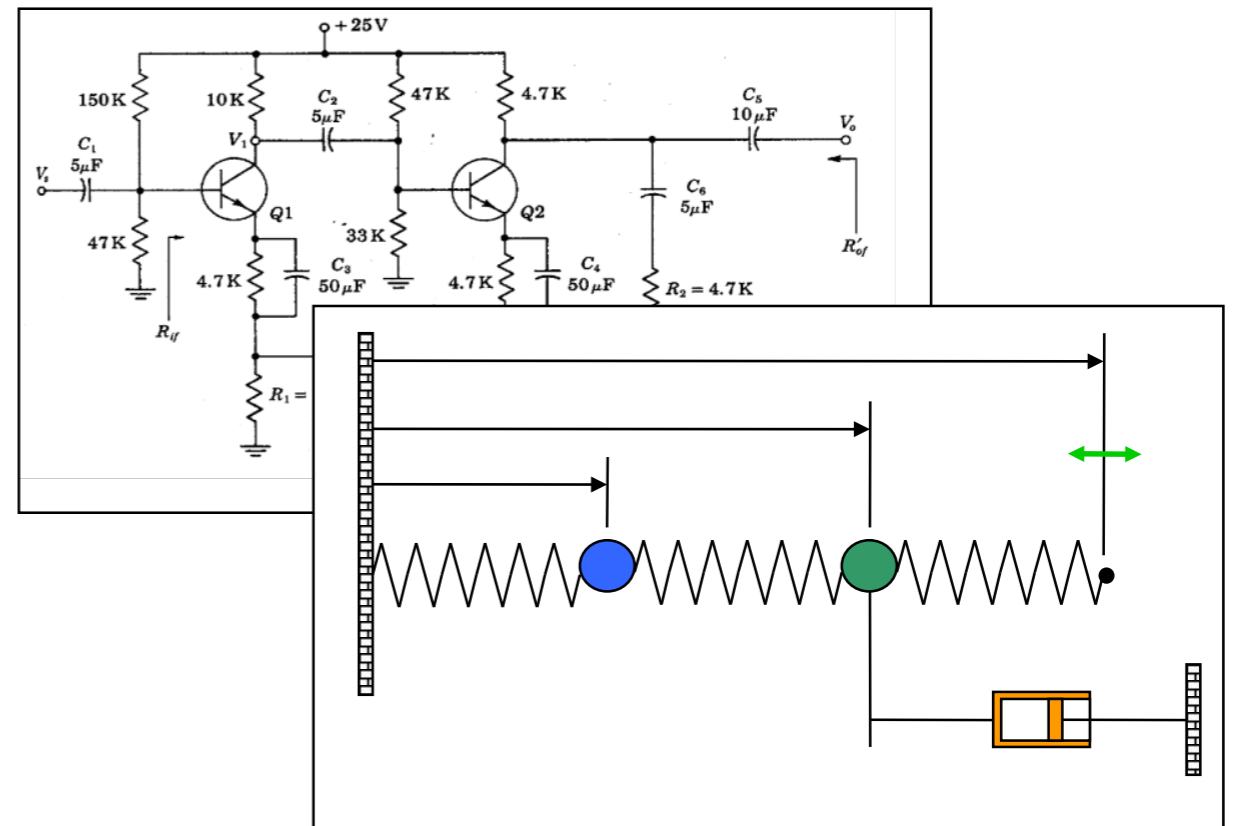 +25V
150K
10K
C₂
5μF
47K
4.7K
C₅
10μF
Vₒ
V₁
C₁
5μF
Vₛ
Q1
Q2
C₆
5μF
47K
33K
R′ₒf
4.7K
C₃
50μF
4.7K
C₄
50μF
R₂ = 4.7K
Rᵢf
R₁ =